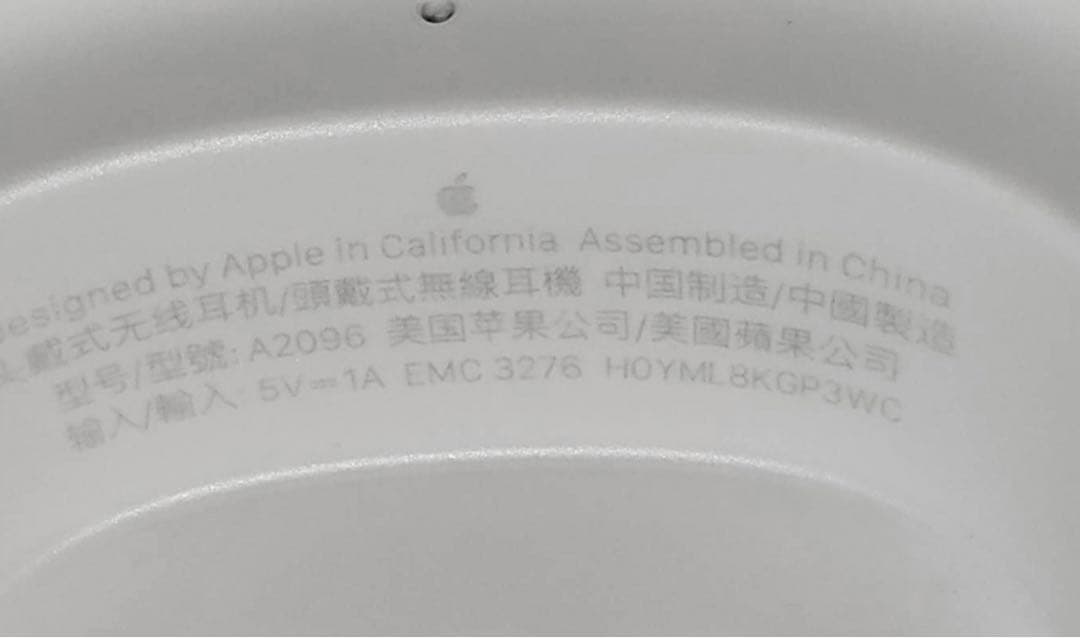 Designed by Apple in California Assembled in China
头戴式无线耳机/頭戴式無線耳機 中国制造/中國製造
型号/型號: A2096 美国苹果公司/美國蘋果公司
输入/輸入: 5V⎓1A EMC 3276 H0YML8KGP3WC